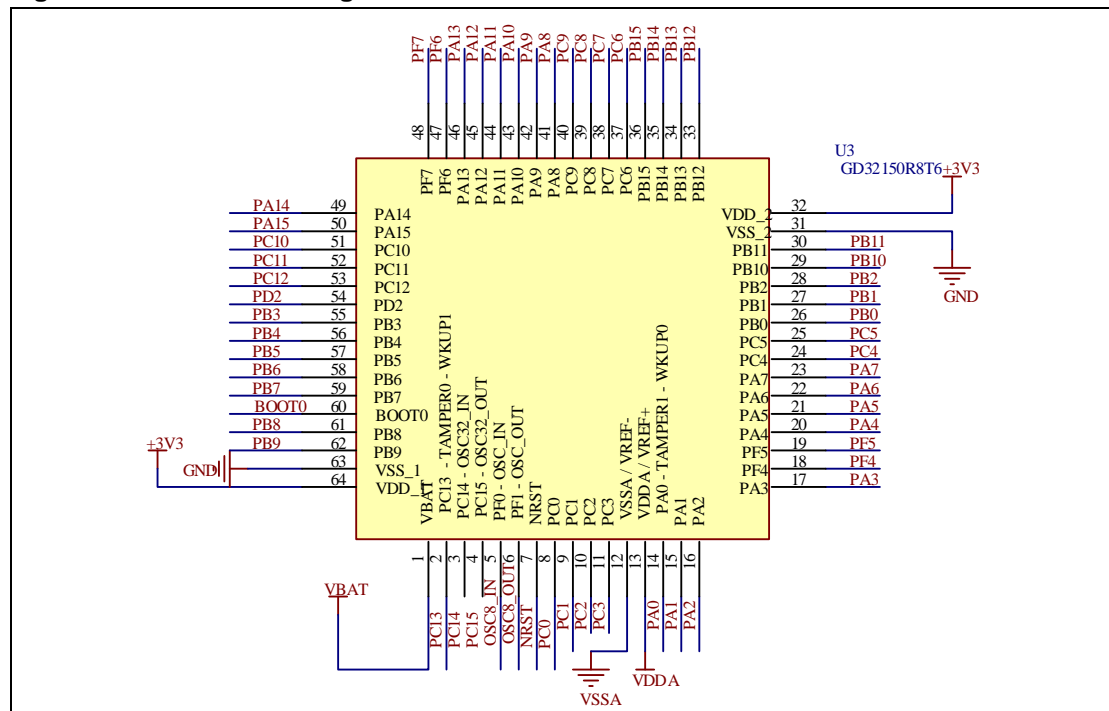 PF7 PF6 PA13 PA12 PA11 PA10 PA9 PA8 PC9 PC8 PC7 PC6 PB15 PB14 PB13 PB12
48 47 46 45 44 43 42 41 40 39 38 37 36 35 34 33
PF7 PF6 PA13 PA12 PA11 PA10 PA9 PA8 PC9 PC8 PC7 PC6 PB15 PB14 PB13 PB12
U3
GD32150R8T6
+3V3
PA14 49 PA14
PA15 50 PA15
PC10 51 PC10
PC11 52 PC11
PC12 53 PC12
PD2 54 PD2
PB3 55 PB3
PB4 56 PB4
PB5 57 PB5
PB6 58 PB6
PB7 59 PB7
BOOT0 60 BOOT0
PB8 61 PB8
PB9 62 PB9
+3V3
GND 63 VSS_1
64 VDD_1
VDD_2 32
VSS_2 31
GND
PB11 30 PB11
PB10 29 PB10
PB2 28 PB2
PB1 27 PB1
PB0 26 PB0
PC5 25 PC5
PC4 24 PC4
PA7 23 PA7
PA6 22 PA6
PA5 21 PA5
PA4 20 PA4
PF5 19 PF5
PF4 18 PF4
PA3 17 PA3
VBAT
PC13 - TAMPER0 - WKUP1
PC14 - OSC32_IN
PC15 - OSC32_OUT
PF0 - OSC_IN
PF1 - OSC_OUT
NRST
PC0
PC1
PC2
PC3
VSSA / VREF-
VDDA / VREF+
PA0 - TAMPER1 - WKUP0
PA1
PA2
1 2 3 4 5 6 7 8 9 10 11 12 13 14 15 16
VBAT
PC13 PC14 PC15 OSC8_IN OSC8_OUT NRST PC0 PC1 PC2 PC3 PA0 PA1 PA2
VSSA
VDDA